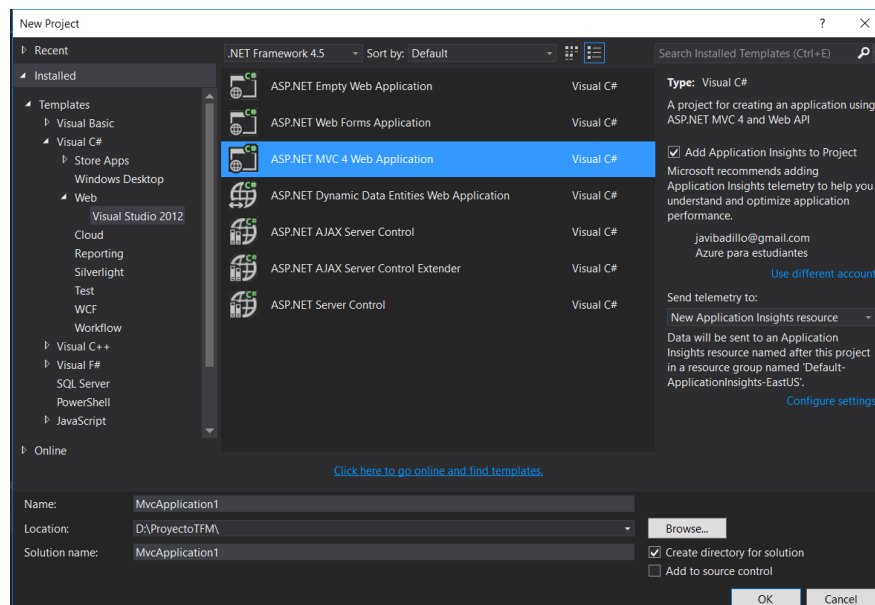 New Project
?
Recent
.NET Framework 4.5
Sort by: Default
Search Installed Templates (Ctrl+E)
Installed
Templates
Visual Basic
Visual C#
Store Apps
Windows Desktop
Web
Visual Studio 2012
Cloud
Reporting
Silverlight
Test
WCF
Workflow
Visual C++
Visual F#
SQL Server
PowerShell
JavaScript
Online
ASP.NET Empty Web Application Visual C#
ASP.NET Web Forms Application Visual C#
ASP.NET MVC 4 Web Application Visual C#
ASP.NET Dynamic Data Entities Web Application Visual C#
ASP.NET AJAX Server Control Visual C#
ASP.NET AJAX Server Control Extender Visual C#
ASP.NET Server Control Visual C#
Click here to go online and find templates.
Type: Visual C#
A project for creating an application using
ASP.NET MVC 4 and Web API
Add Application Insights to Project
Microsoft recommends adding
Application Insights telemetry to help you
understand and optimize application
performance.
javibadillo@gmail.com
Azure para estudiantes
Use different account
Send telemetry to:
New Application Insights resource
Data will be sent to an Application
Insights resource named after this project
in a resource group named 'Default-
ApplicationInsights-EastUS'.
Configure settings
Name: MvcApplication1
Location: D:\ProyectoTFM\
Browse...
Solution name: MvcApplication1
Create directory for solution
Add to source control
OK
Cancel